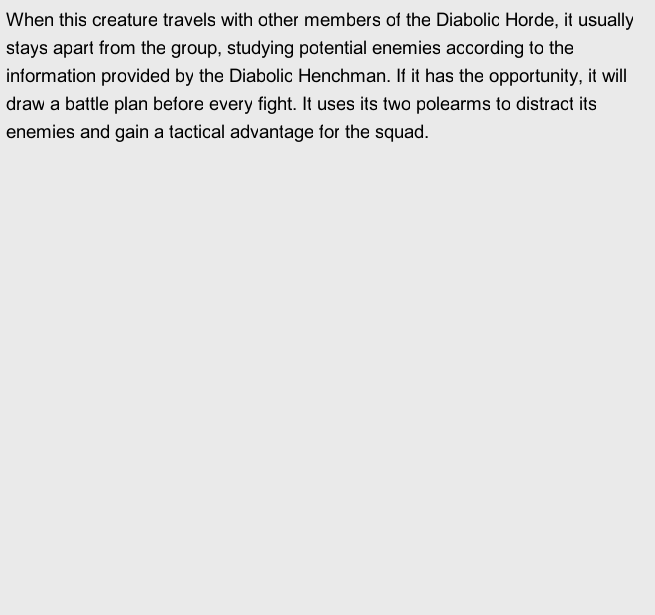 When this creature travels with other members of the Diabolic Horde, it usually
stays apart from the group, studying potential enemies according to the
information provided by the Diabolic Henchman. If it has the opportunity, it will
draw a battle plan before every fight. It uses its two polearms to distract its
enemies and gain a tactical advantage for the squad.